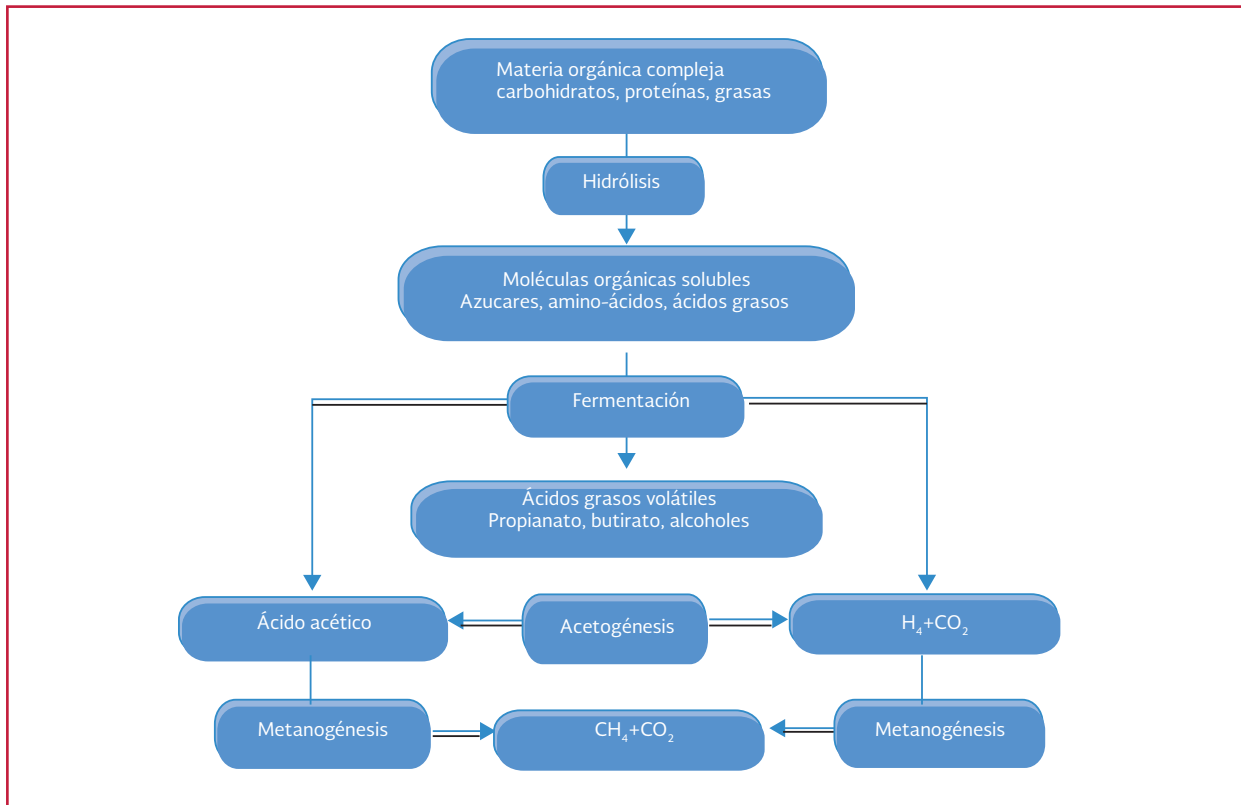 Materia orgánica compleja
carbohidratos, proteínas, grasas
Hidrólisis
Moléculas orgánicas solubles
Azucares, amino-ácidos, ácidos grasos
Fermentación
Ácidos grasos volátiles
Propianato, butirato, alcoholes
Ácido acético
Acetogénesis
H₄+CO₂
Metanogénesis
CH₄+CO₂
Metanogénesis